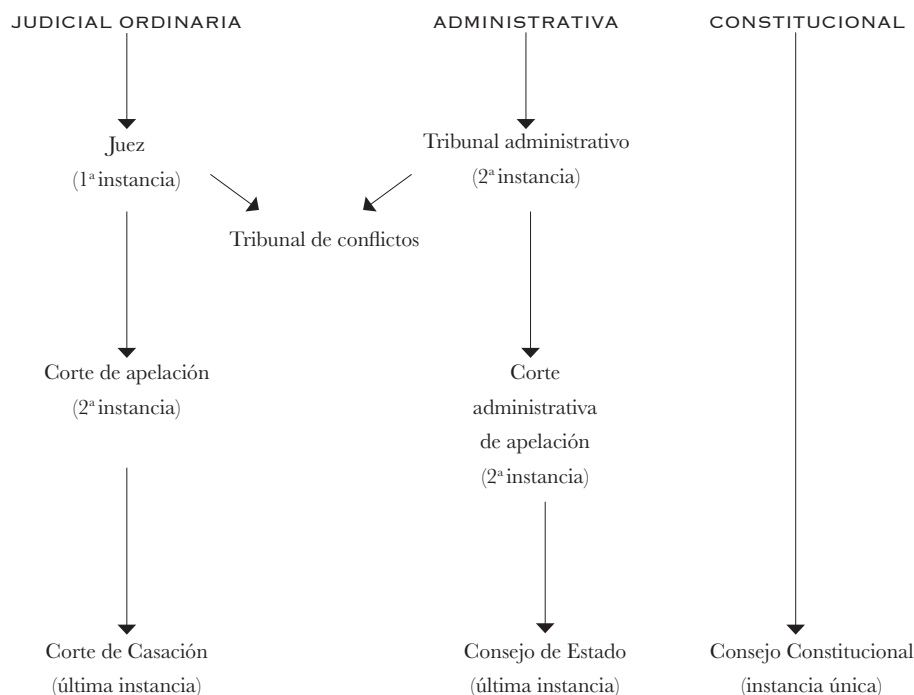 JUDICIAL ORDINARIA
ADMINISTRATIVA
CONSTITUCIONAL
Juez
(1ª instancia)
Tribunal administrativo
(2ª instancia)
Tribunal de conflictos
Corte de apelación
(2ª instancia)
Corte
administrativa
de apelación
(2ª instancia)
Corte de Casación
(última instancia)
Consejo de Estado
(última instancia)
Consejo Constitucional
(instancia única)